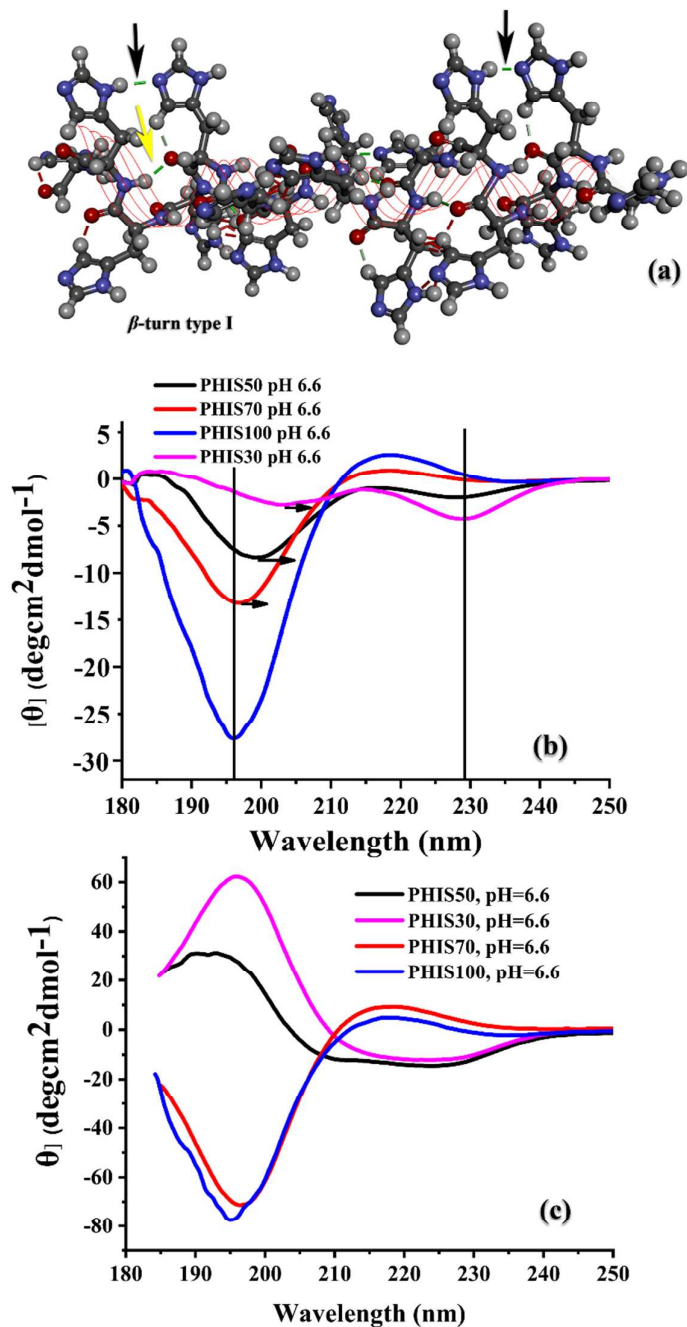 (a)
β-turn type I
PHIS50 pH 6.6
PHIS70 pH 6.6
PHIS100 pH 6.6
PHIS30 pH 6.6
5
0
-5
-10
-15
-20
-25
-30
[θ] (degcm²dmol⁻¹)
(b)
180 190 200 210 220 230 240 250
Wavelength (nm)
60
40
20
0
-20
-40
-60
-80
θ] (degcm²dmol⁻¹)
PHIS50, pH=6.6
PHIS30, pH=6.6
PHIS70, pH=6.6
PHIS100, pH=6.6
(c)
180 190 200 210 220 230 240 250
Wavelength (nm)